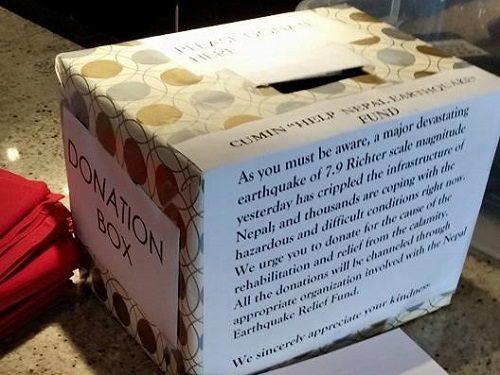 PLEASE DONATE
HERE
CUMIN "HELP NEPAL EARTHQUAKE"
FUND
As you must be aware, a major devastating
earthquake of 7.9 Richter scale magnitude
yesterday has crippled the infrastructure of
Nepal; and thousands are coping with the
hazardous and difficult conditions right now.
We urge you to donate for the cause of the
rehabilitation and relief from the calamity.
All the donations will be channeled through
appropriate organization involved with the Nepal
Earthquake Relief Fund.
We sincerely appreciate your kindness
DONATION
BOX